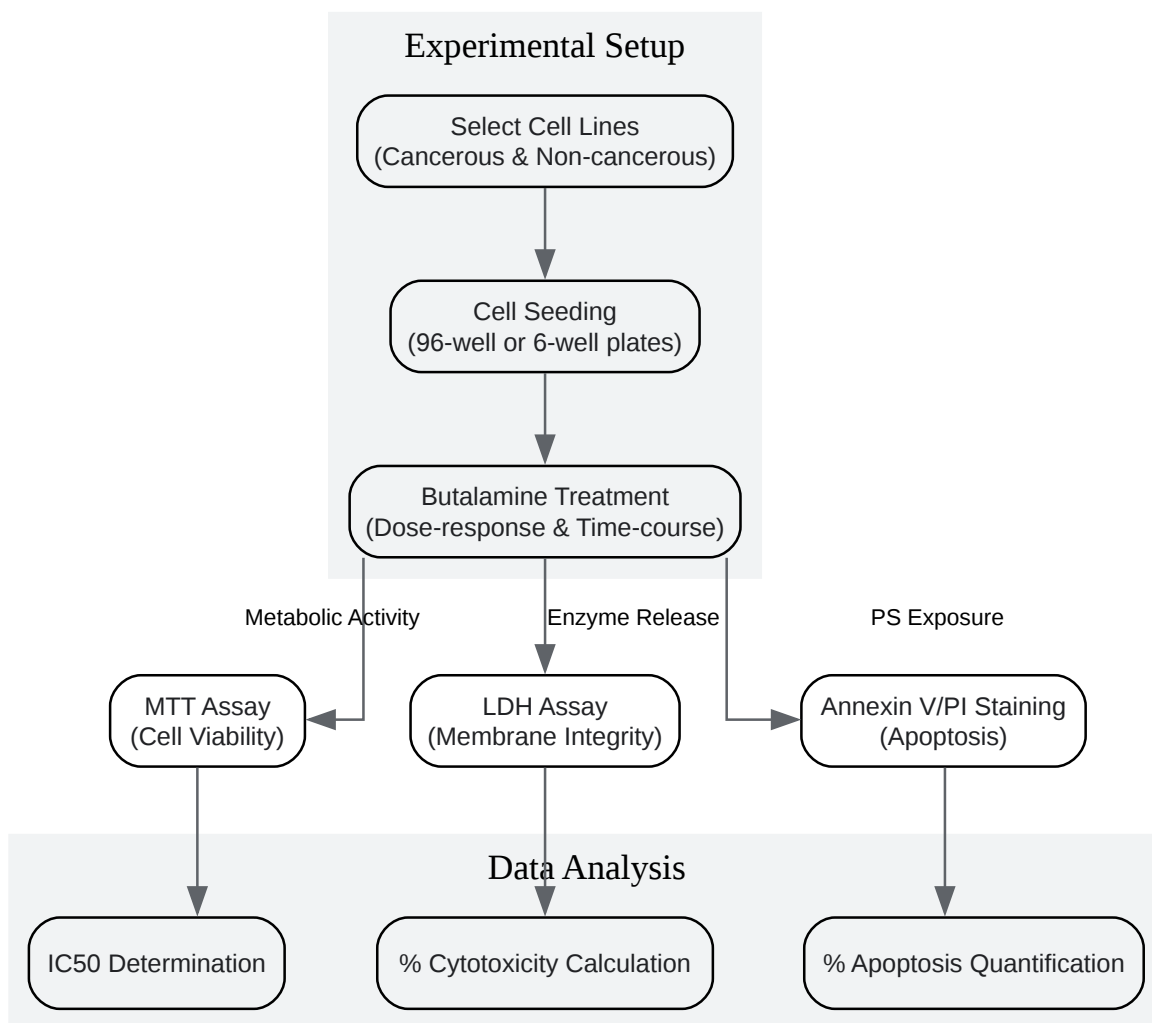 Experimental Setup
Select Cell Lines
(Cancerous & Non-cancerous)
Cell Seeding
(96-well or 6-well plates)
Butalamine Treatment
(Dose-response & Time-course)
Metabolic Activity
Enzyme Release
PS Exposure
MTT Assay
(Cell Viability)
LDH Assay
(Membrane Integrity)
Annexin V/PI Staining
(Apoptosis)
Data Analysis
IC50 Determination
% Cytotoxicity Calculation
% Apoptosis Quantification